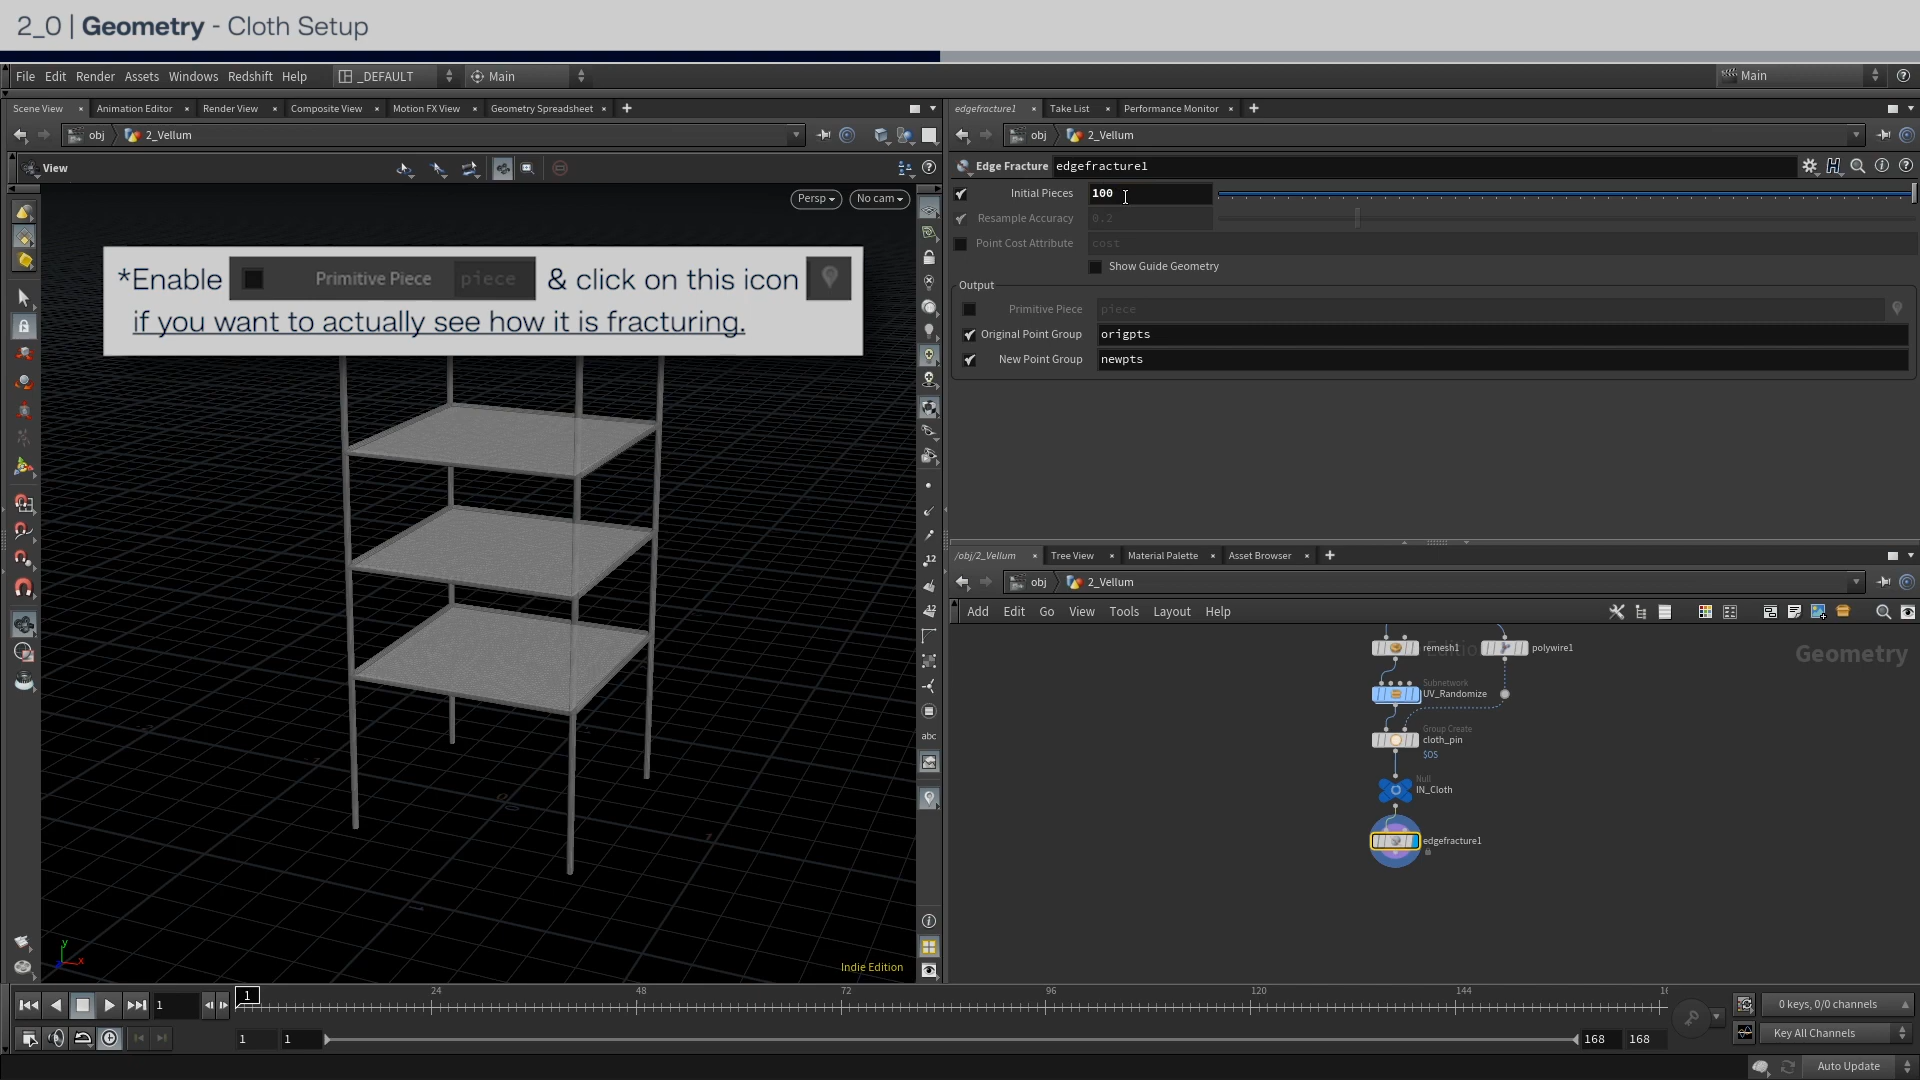 2_0 | Geometry - Cloth Setup
File Edit Render Assets Windows Redshift Help _DEFAULT Main Main
Scene View Animation Editor Render View Composite View Motion FX View Geometry Spreadsheet
obj 2_Vellum
View
Persp No cam
*Enable Primitive Piece piece & click on this icon
if you want to actually see how it is fracturing.
12
12
abc
y
x
Indie Edition
edgefracture1 Take List Performance Monitor
obj 2_Vellum
Edge Fracture edgefracture1
Initial Pieces 100
Resample Accuracy 0.2
Point Cost Attribute cost
Show Guide Geometry
Output
Primitive Piece piece
Original Point Group origpts
New Point Group newpts
/obj/2_Vellum Tree View Material Palette Asset Browser
obj 2_Vellum
Add Edit Go View Tools Layout Help
Geometry
remesh1 polywire1
Subnetwork
UV_Randomize
Group Create
cloth_pin
$OS
Null
IN_Cloth
edgefracture1
1 1 24 48 72 96 120 144 16
0 keys, 0/0 channels
1 1 168 168 Key All Channels
Auto Update